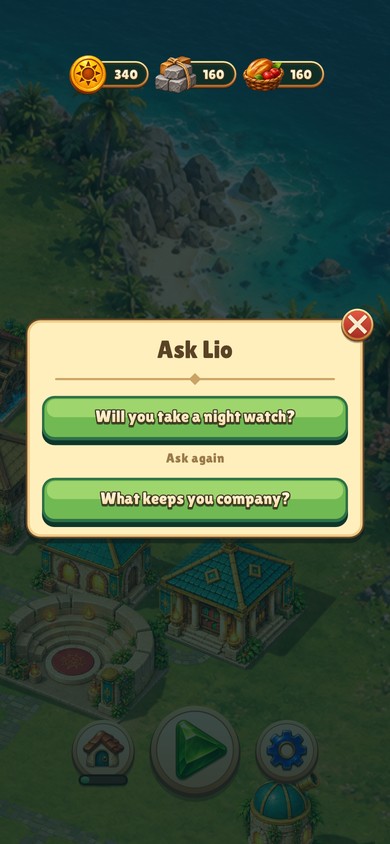 340
160
160
Ask Lio
Will you take a night watch?
Ask again
What keeps you company?